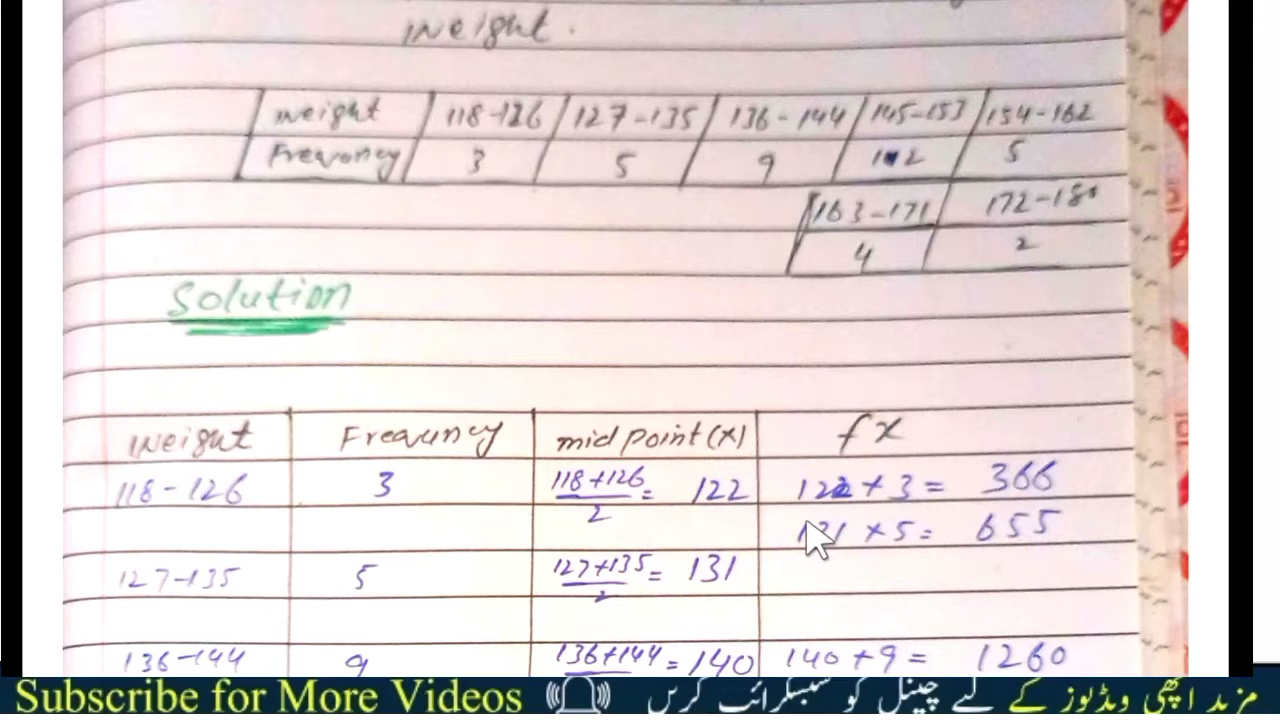 weight.
weight 118-126 127-135 136-144 145-153 154-162
Freauncy 3 5 9 12 5
163-171 172-180
4 2
Solution
weight Freauncy mid point(x) fx
118-126 3 118+126/2 = 122 122 + 3 = 366
131 × 5 = 655
127-135 5 127+135/2 = 131
136-144 9 136+144 = 140 140 + 9 = 1260
Subscribe for More Videos مزید اچھی ویڈیوز کے لیے چینل کو سبسکرائب کریں